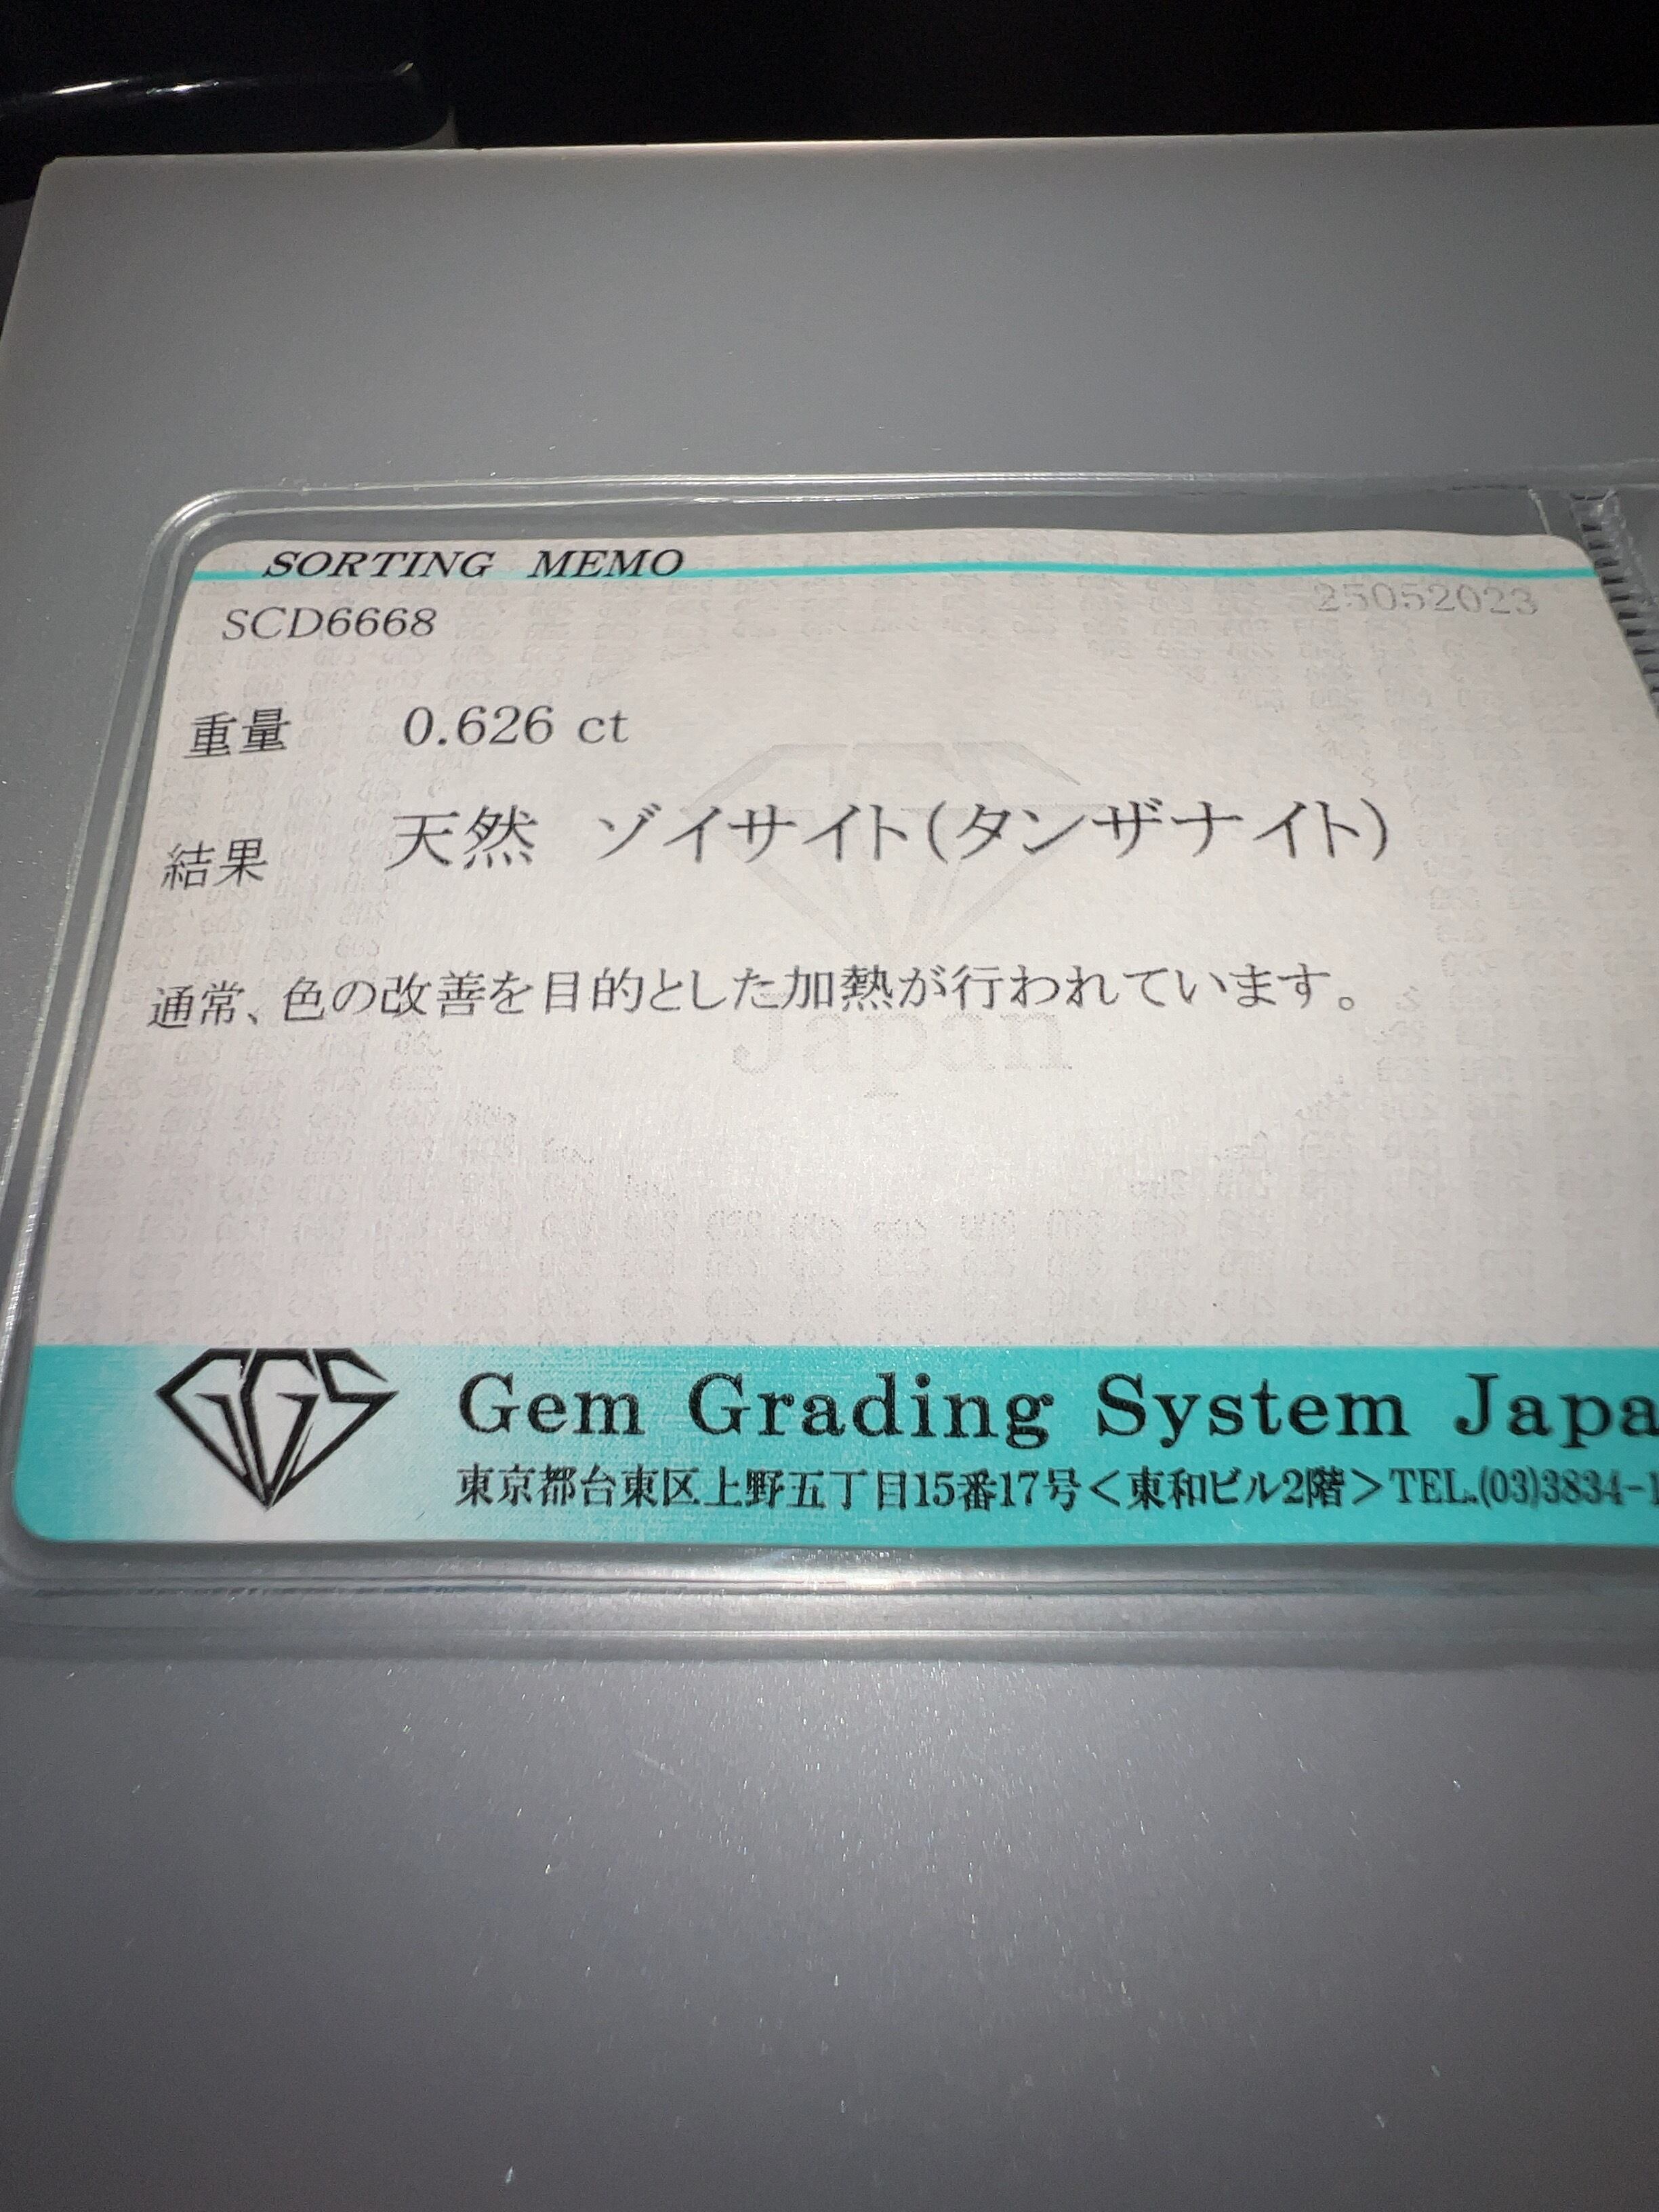 SORTING MEMO
SCD6668
25052023
重量 0.626 ct
結果 天然 ゾイサイト(タンザナイト)
通常、色の改善を目的とした加熱が行われています。
Japan
GGS
Gem Grading System Japa
東京都台東区上野五丁目15番17号<東和ビル2階>TEL.(03)3834-1